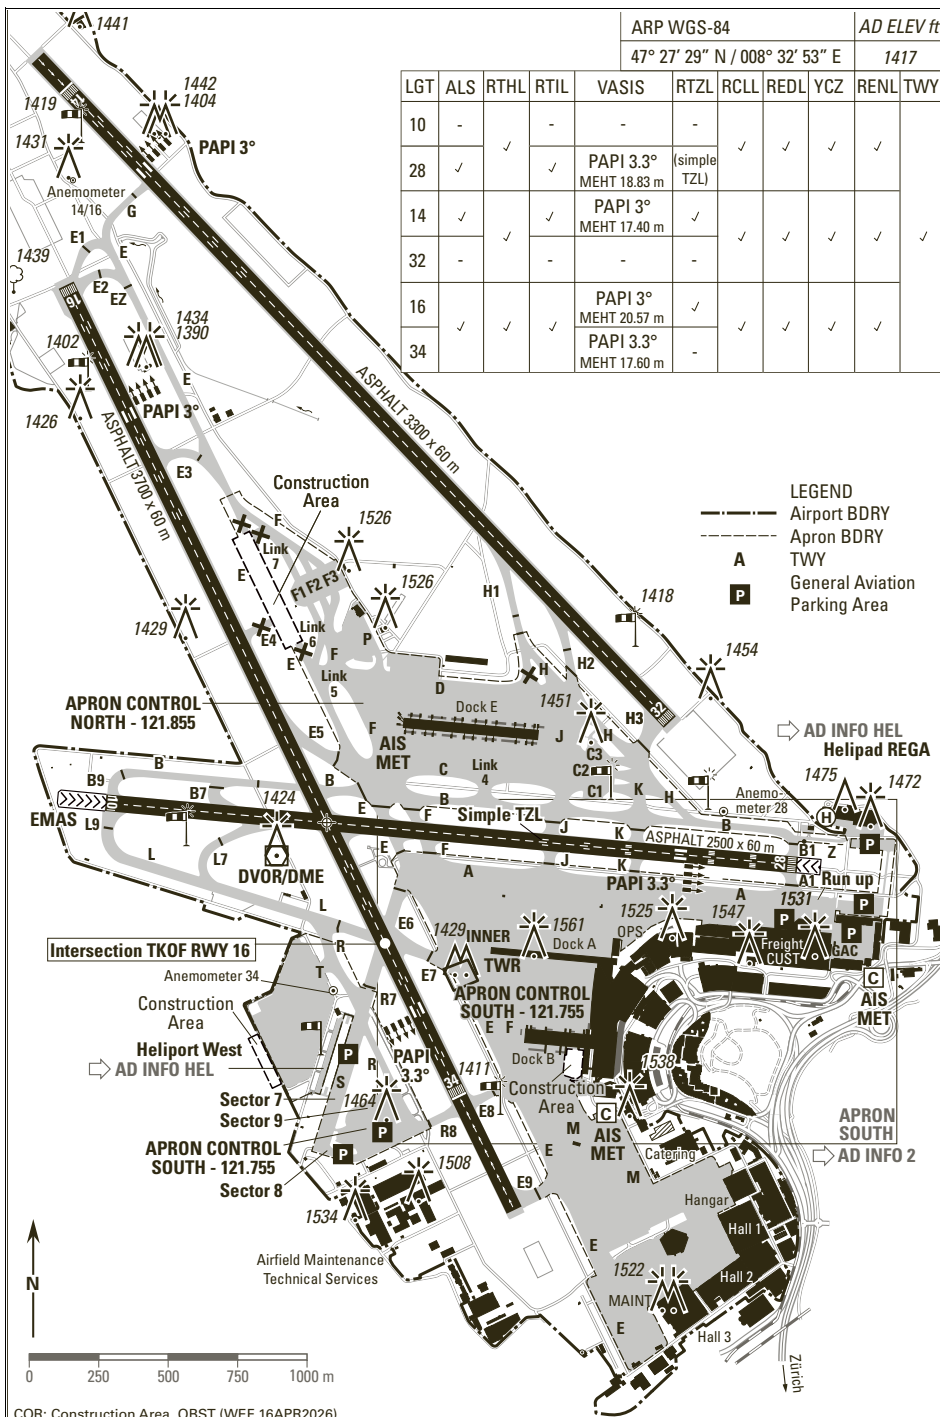 ARP WGS-84
AD ELEV ft
47° 27' 29" N / 008° 32' 53" E
1417
LGT ALS RTHL RTIL VASIS RTZL RCLL REDL YCZ RENL TWY
10 - ✓ - - - ✓ ✓ ✓ ✓ ✓
28 ✓ ✓ PAPI 3.3° (simple
MEHT 18.83 m TZL)
14 ✓ ✓ ✓ PAPI 3° ✓ ✓ ✓ ✓ ✓
MEHT 17.40 m
32 - - - -
16 ✓ ✓ ✓ PAPI 3° ✓ ✓ ✓ ✓ ✓
MEHT 20.57 m
34 PAPI 3.3° -
MEHT 17.60 m
1441
1442
1404
1419
14
1431
PAPI 3°
Anemometer
14/16
G
E1
E
1439
E2
EZ
16
1434
1390
1402
E
PAPI 3°
1426
ASPHALT 3300 x 60 m
ASPHALT 3700 x 60 m
E3
Construction
Area
LEGEND
Airport BDRY
Apron BDRY
A TWY
P General Aviation
Parking Area
F
1526
Link
7
E
F1 F2 F3
1526
H1
1418
1429
E4
Link
6
P
E
F
H2
1454
Link
5
H
D
1451
APRON CONTROL
NORTH - 121.855
Dock E
H3
32
F
AIS
MET
J
H
AD INFO HEL
Helipad REGA
E5
C3
C2
C
Link
4
C1
B
B9
B7
B
K
H
1475
1472
Anemo-
meter 28
10
1424
E
F
B
Simple TZL
B
H
EMAS
L9
J
K
ASPHALT 2500 x 60 m
B1
Z
P
L
L7
E
F
J
K
28
A1
Run up
DVOR/DME
A
PAPI 3.3°
A
1531
L
E6
1429
INNER
1561
1525
1547
P
P
Intersection TKOF RWY 16
R
Dock A
OPS
P
TWR
Freight
CUST
GAC
T
E7
C
Anemometer 34
R7
APRON CONTROL
SOUTH - 121.755
AIS
MET
Construction
Area
E
F
Heliport West
P
PAPI
3.3°
Dock B
AD INFO HEL
R
1411
34
1538
S
Construction
Area
Sector 7
1464
E8
C
APRON
SOUTH
Sector 9
P
R8
M
AIS
MET
APRON CONTROL
SOUTH - 121.755
P
E
Catering
AD INFO 2
Sector 8
1508
M
1534
E9
Hangar
Hall 1
E
Airfield Maintenance
Technical Services
1522
Hall 2
MAINT
N
E
Hall 3
Zürich
0 250 500 750 1000 m
COR: Construction Area, OBST (WEF 16APR2026)